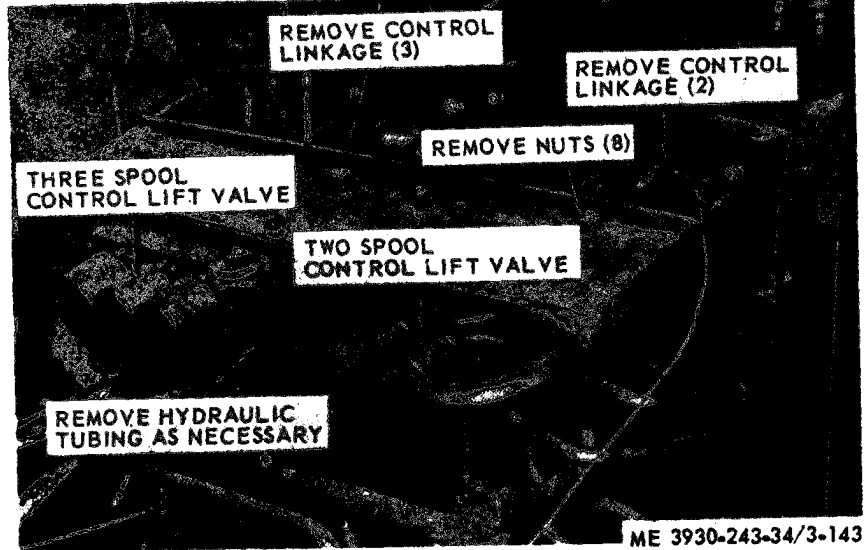 REMOVE CONTROL
LINKAGE (3)
REMOVE CONTROL
LINKAGE (2)
REMOVE NUTS (8)
THREE SPOOL
CONTROL LIFT VALVE
TWO SPOOL
CONTROL LIFT VALVE
REMOVE HYDRAULIC
TUBING AS NECESSARY
ME 3930-243-34/3-143